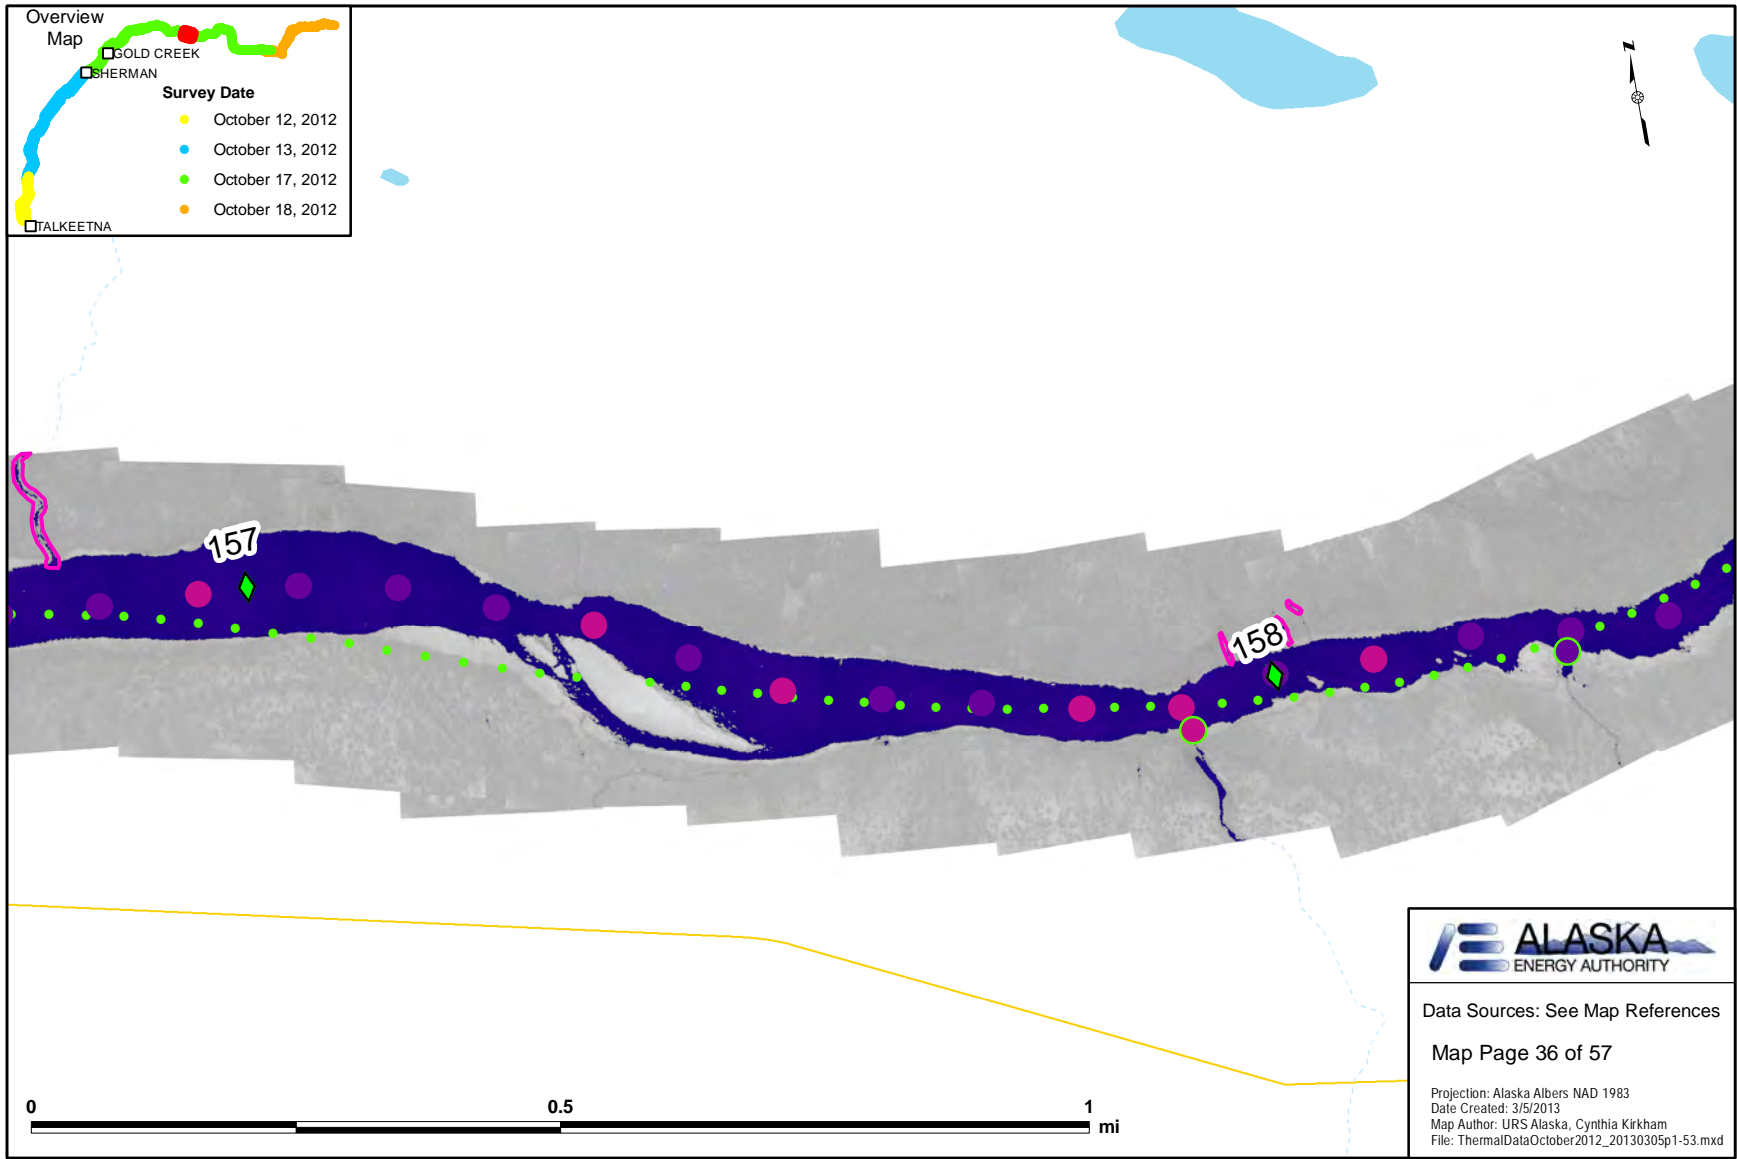 Overview
Map
GOLD CREEK
SHERMAN
Survey Date
October 12, 2012
October 13, 2012
October 17, 2012
October 18, 2012
TALKEETNA
N
157
158
ALASKA
ENERGY AUTHORITY
Data Sources: See Map References
Map Page 36 of 57
Projection: Alaska Albers NAD 1983
Date Created: 3/5/2013
Map Author: URS Alaska, Cynthia Kirkham
File: ThermalDataOctober2012_20130305p1-53.mxd
0 0.5 1
mi